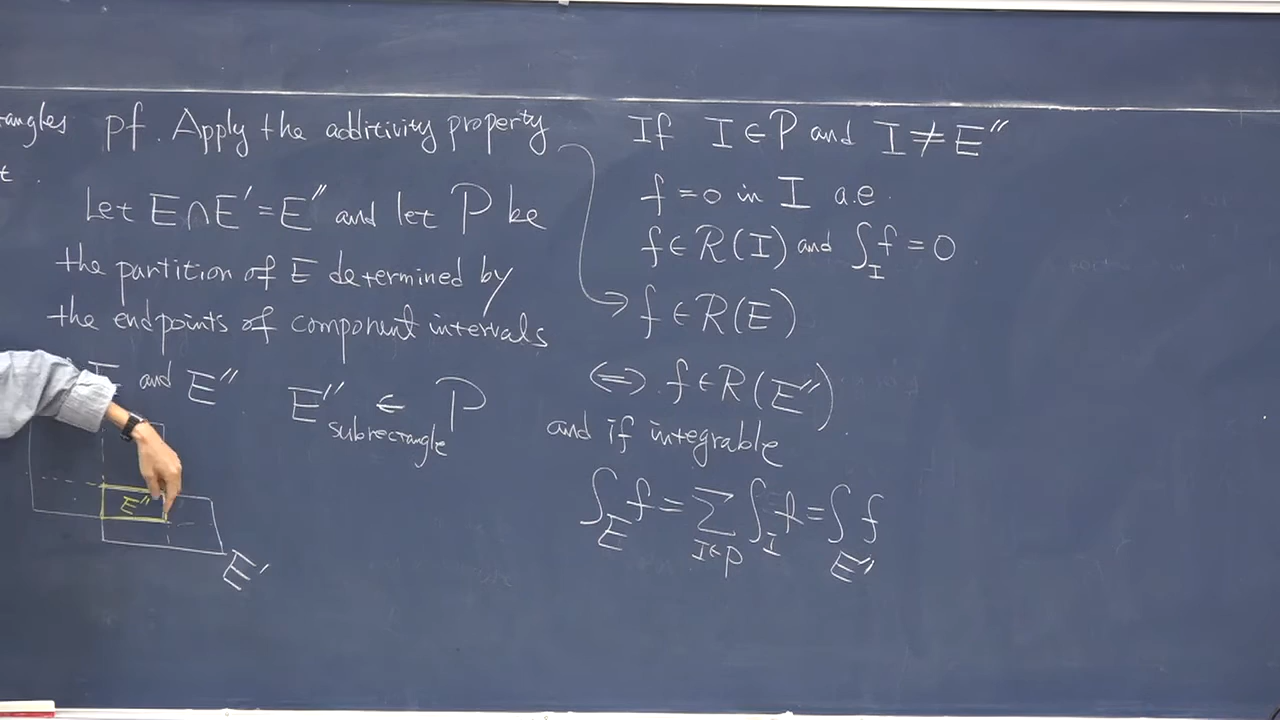 angles
t.
pf. Apply the additivity property
Let E∩E'=E" and let P be
the partition of E determined by
the endpoints of component intervals
E and E"
E" ∈ P
subrectangle
E"
E'
If I∈P and I≠E"
f=0 in I a.e.
f∈R(I) and ∫_I f=0
f∈R(E)
⇔ f∈R(E")
and if integrable
∫_E f = ∑_{I∈P} ∫_I f = ∫_{E"} f